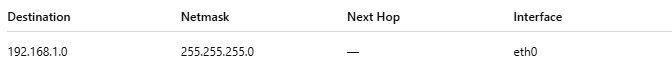 Destination Netmask Next Hop Interface
192.168.1.0 255.255.255.0 — eth0